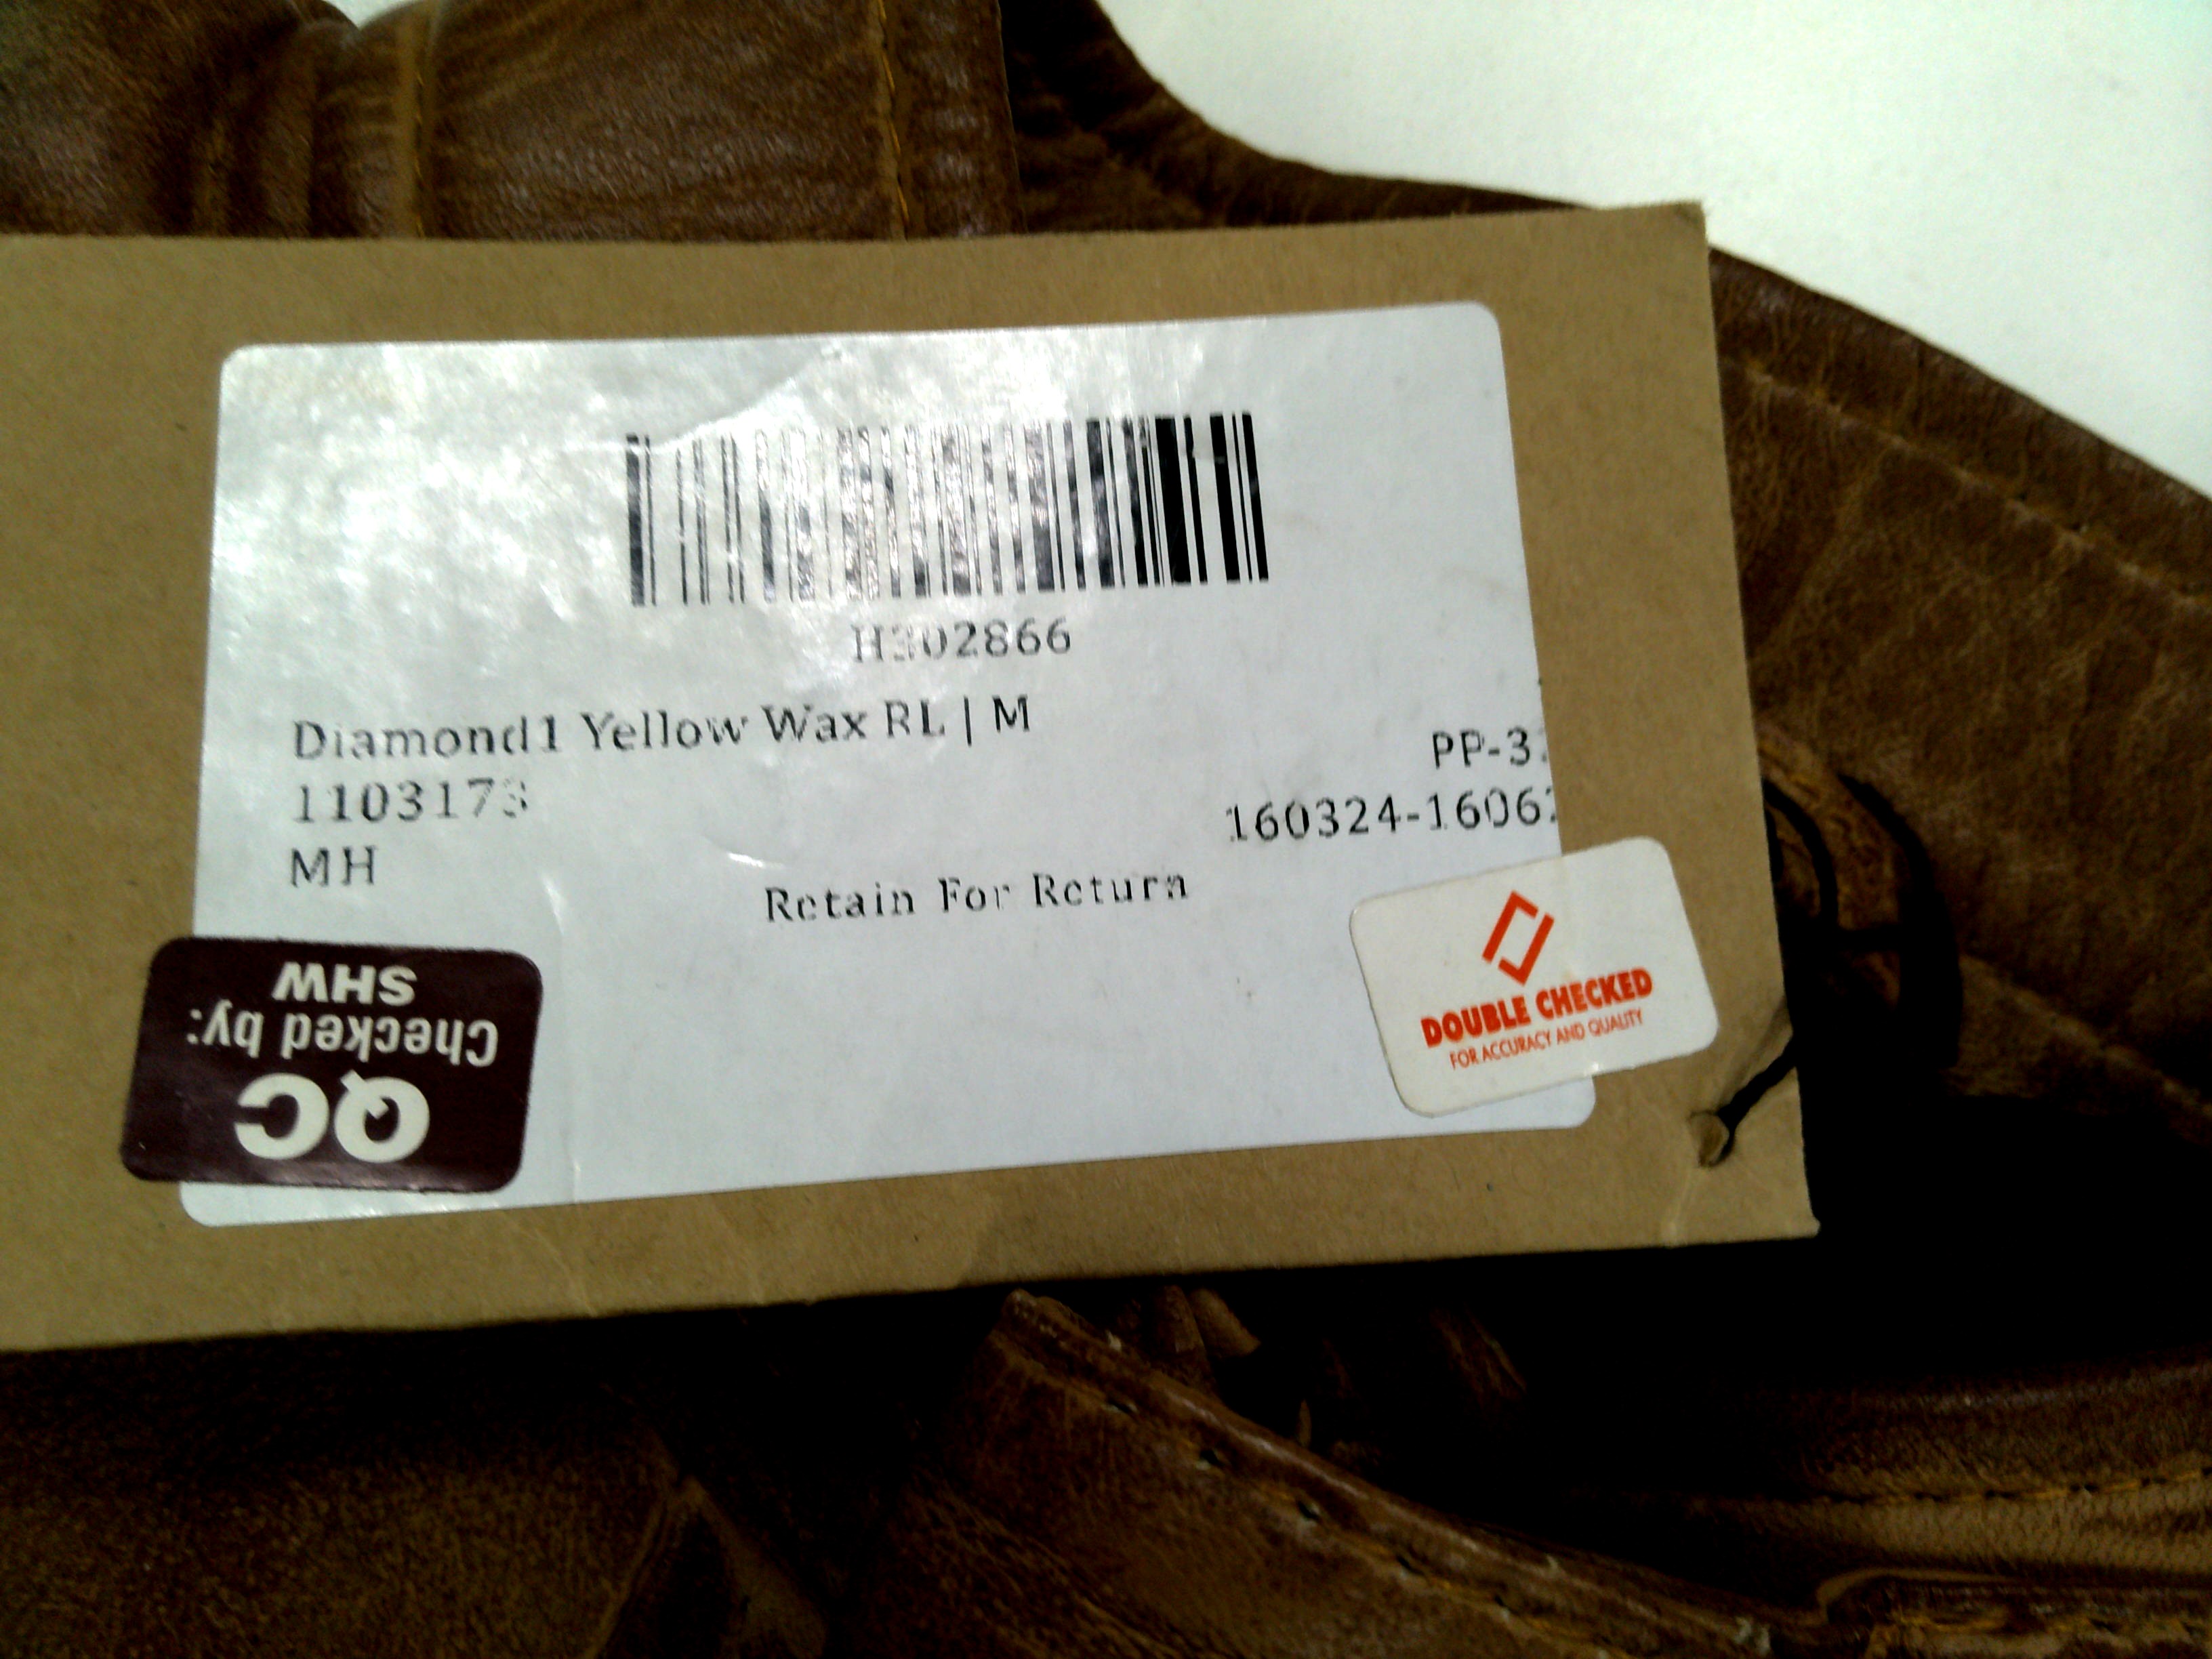 H302866
Diamond1 Yellow Wax RL | M
PP-3
1103173
160324-1606
MH
Retain For Return
QC
Checked by:
SHW
DOUBLE CHECKED
FOR ACCURACY AND QUALITY